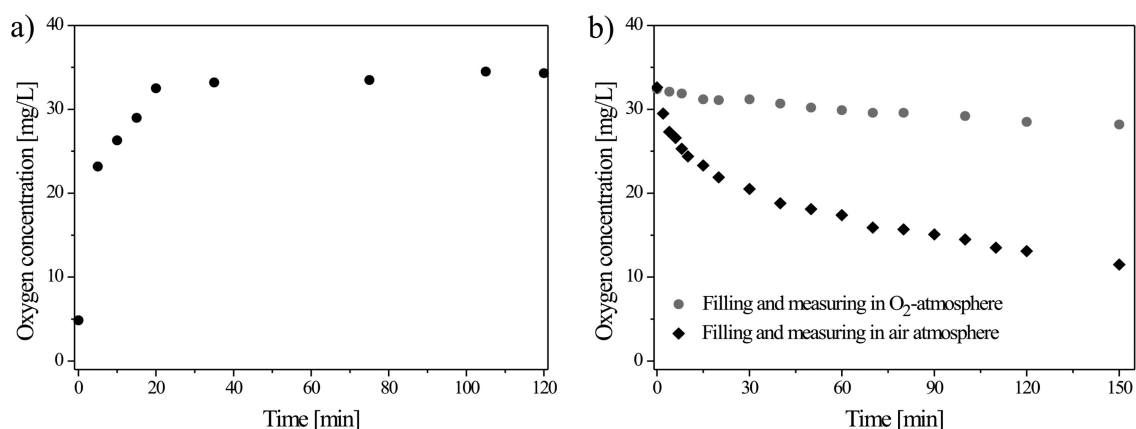 a)
40
30
20
10
0
Oxygen concentration [mg/L]
0 20 40 60 80 100 120
Time [min]
b)
40
30
20
10
0
Oxygen concentration [mg/L]
Filling and measuring in O₂-atmosphere
Filling and measuring in air atmosphere
0 30 60 90 120 150
Time [min]